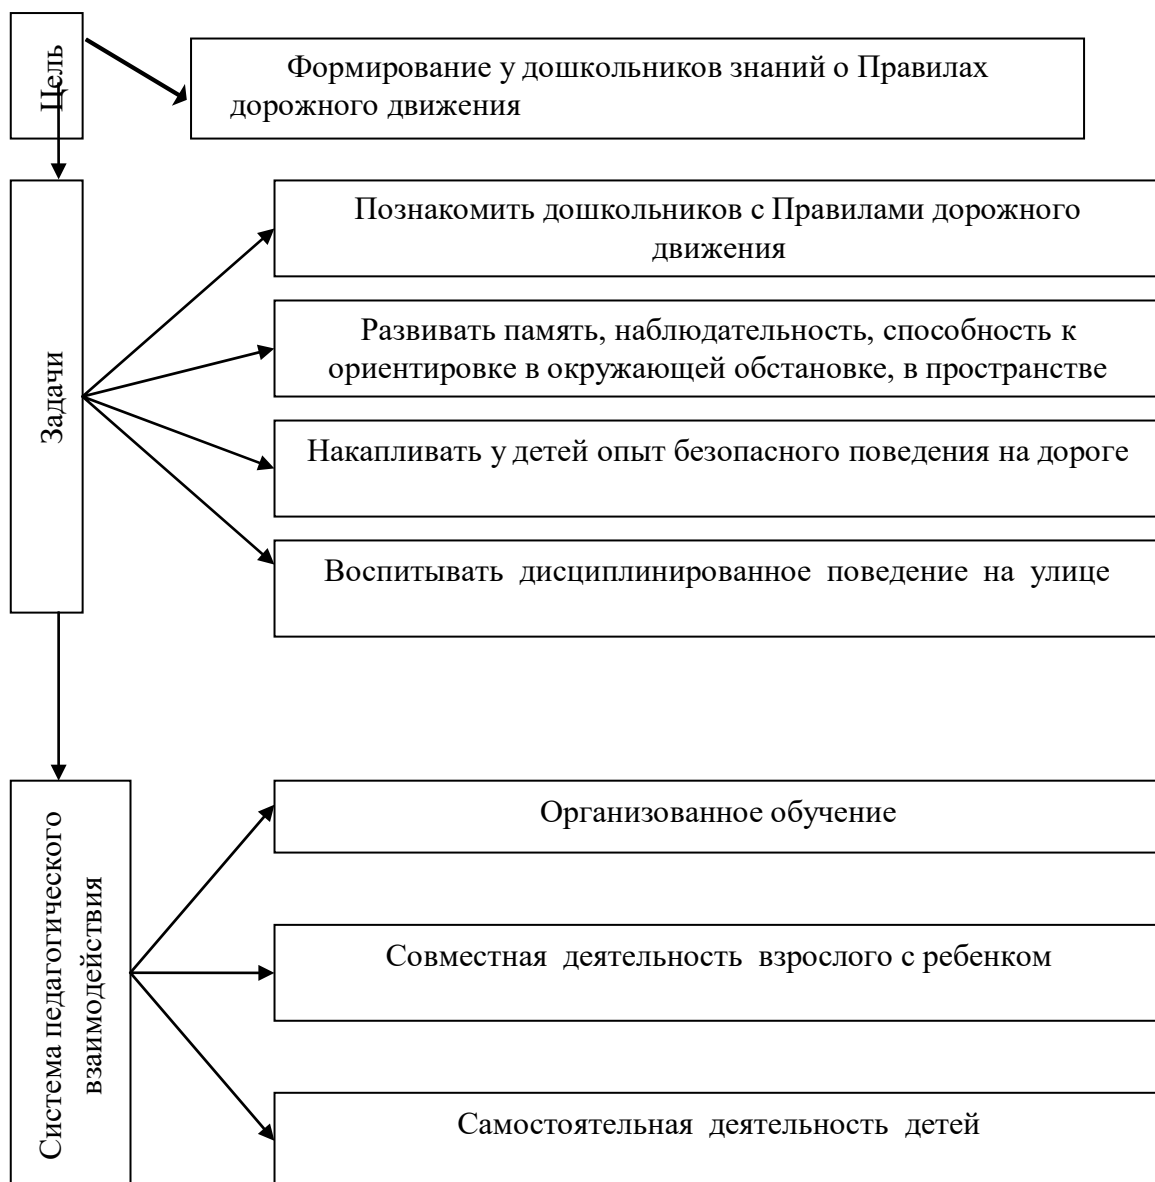 Цель
Формирование у дошкольников знаний о Правилах
дорожного движения
Задачи
Познакомить дошкольников с Правилами дорожного
движения
Развивать память, наблюдательность, способность к
ориентировке в окружающей обстановке, в пространстве
Накапливать у детей опыт безопасного поведения на дороге
Воспитывать дисциплинированное поведение на улице
Система педагогического
взаимодействия
Организованное обучение
Совместная деятельность взрослого с ребенком
Самостоятельная деятельность детей